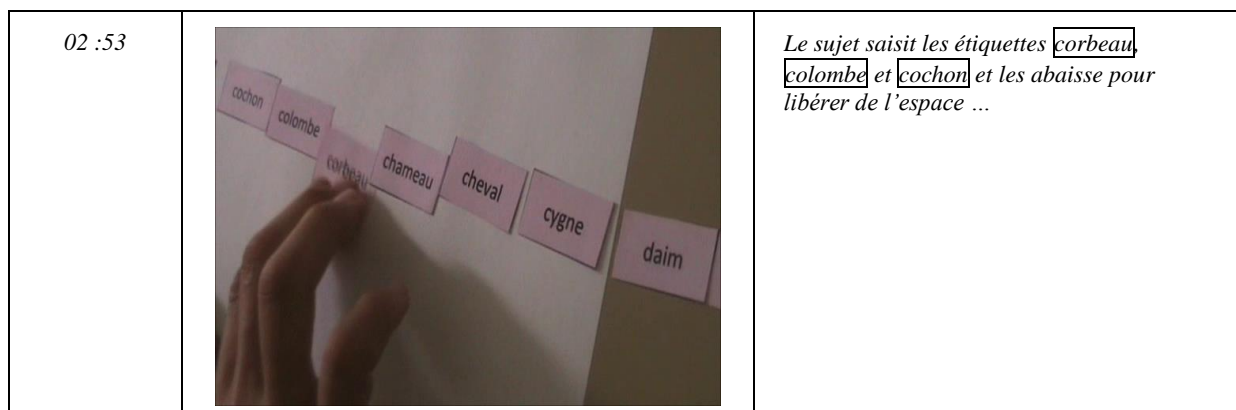 02 :53
cochon
colombe
corbeau
chameau
cheval
cygne
daim
Le sujet saisit les étiquettes corbeau,
colombe et cochon et les abaisse pour
libérer de l’espace …